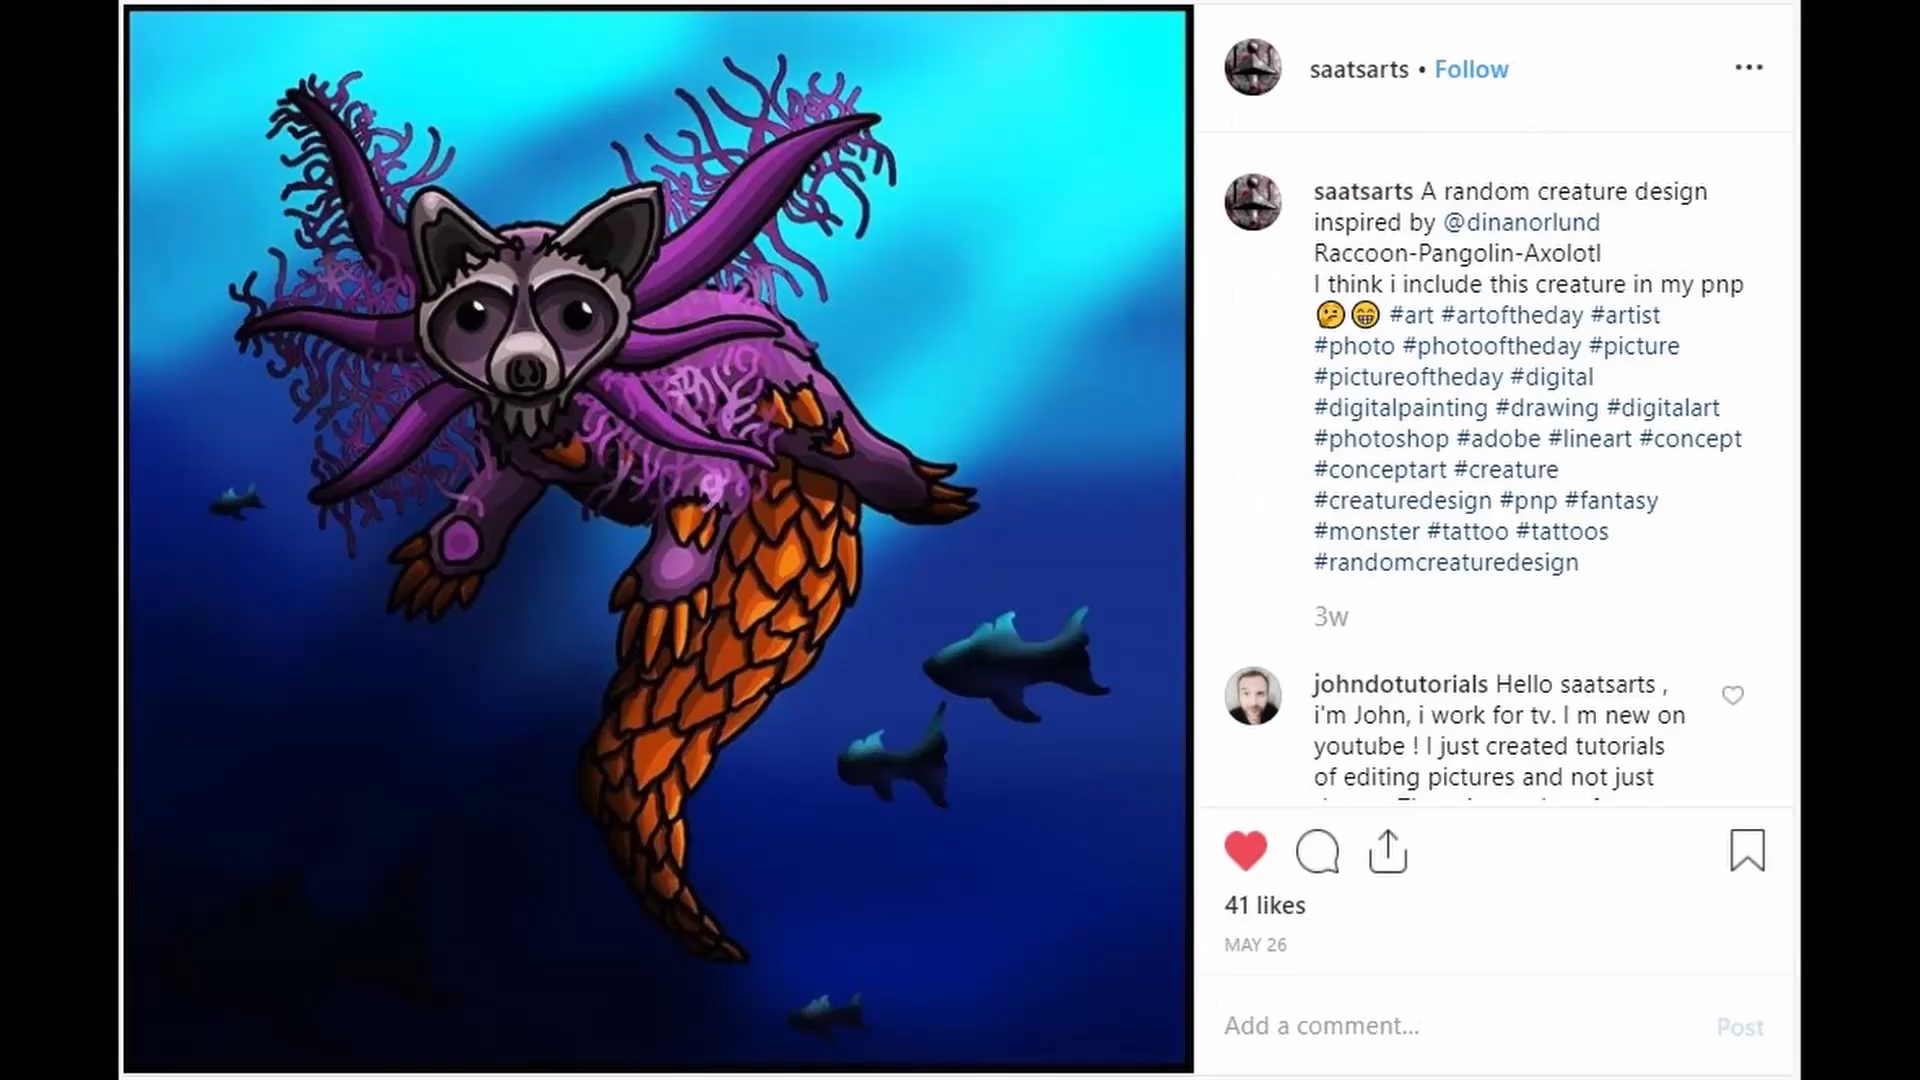 saatsarts • Follow
saatsarts A random creature design
inspired by @dinanorlund
Raccoon-Pangolin-Axolotl
I think i include this creature in my pnp
🤔😁 #art #artoftheday #artist
#photo #photooftheday #picture
#pictureoftheday #digital
#digitalpainting #drawing #digitalart
#photoshop #adobe #lineart #concept
#conceptart #creature
#creaturedesign #pnp #fantasy
#monster #tattoo #tattoos
#randomcreaturedesign
3w
johndotutorials Hello saatsarts ,
i'm John, i work for tv. I m new on
youtube ! I just created tutorials
of editing pictures and not just
41 likes
MAY 26
Add a comment...
Post